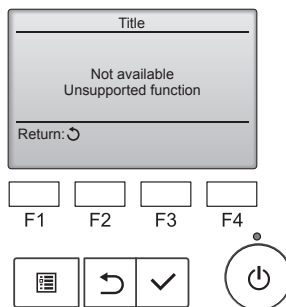 Title
Not available
Unsupported function
Return:
F1 F2 F3 F4